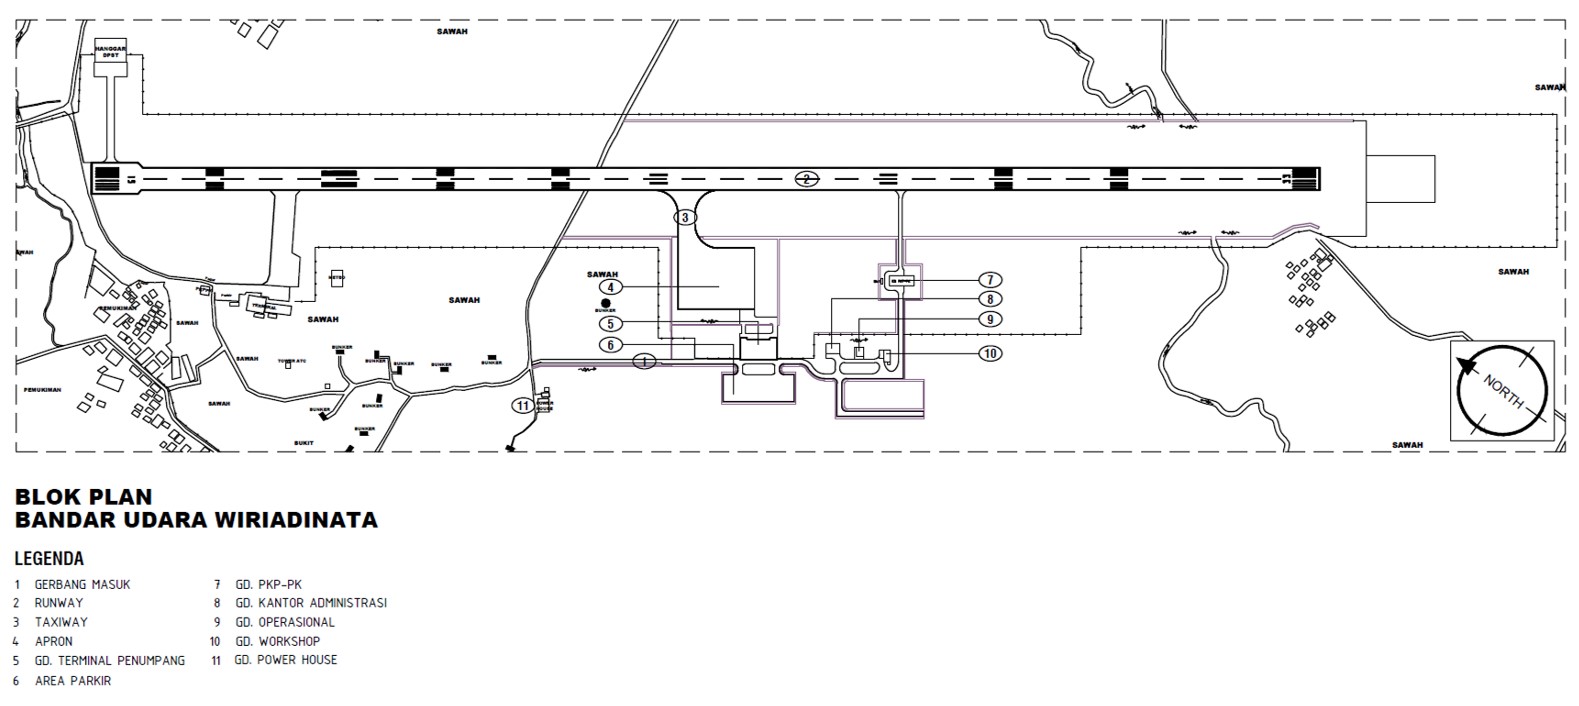 SAWAH
HANGGAR
DPBT
SAWAH
2
3
SAWAH
SAWAH
METEO
SAWAH
4
BUNKER
7
8
SAWAH
PEMUKIMAN
TERMINAL
SAWAH
SAWAH
5
9
6
10
1
SAWAH
TOWER ATC
BUNKER
BUNKER
BUNKER
BUNKER
BUNKER
PEMUKIMAN
SAWAH
BUNKER
BUNKER
11
POWER
HOUSE
BUNKER
BUKIT
NORTH
SAWAH
BLOK PLAN
BANDAR UDARA WIRIADINATA
LEGENDA
1 GERBANG MASUK
2 RUNWAY
3 TAXIWAY
4 APRON
5 GD. TERMINAL PENUMPANG
6 AREA PARKIR
7 GD. PKP-PK
8 GD. KANTOR ADMINISTRASI
9 GD. OPERASIONAL
10 GD. WORKSHOP
11 GD. POWER HOUSE